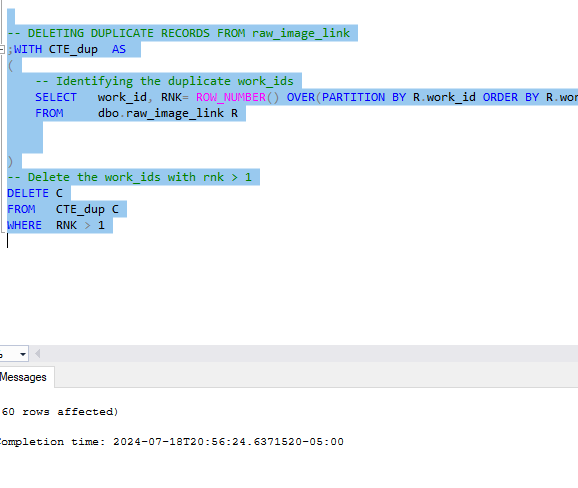 -- DELETING DUPLICATE RECORDS FROM raw_image_link
;WITH CTE_dup AS
(
-- Identifying the duplicate work_ids
SELECT work_id, RNK= ROW_NUMBER() OVER(PARTITION BY R.work_id ORDER BY R.wor
FROM dbo.raw_image_link R
)
-- Delete the work_ids with rnk > 1
DELETE C
FROM CTE_dup C
WHERE RNK > 1
Messages
60 rows affected)
ompletion time: 2024-07-18T20:56:24.6371520-05:00